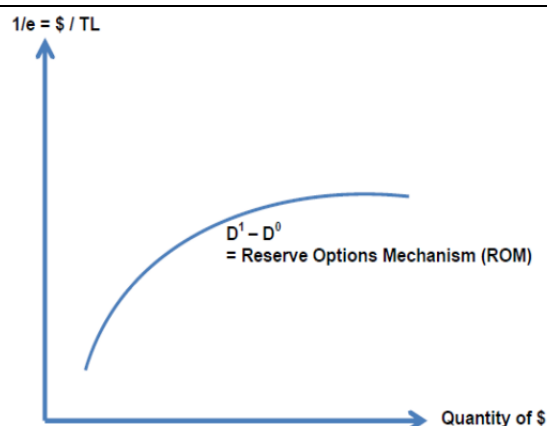 1/e = $ / TL
D¹ – D⁰
= Reserve Options Mechanism (ROM)
Quantity of $